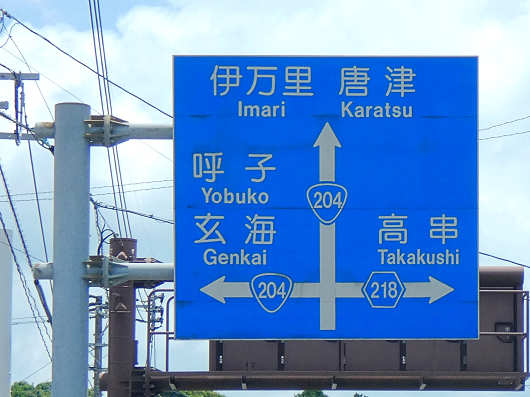 伊万里 唐津
Imari Karatsu
呼子
Yobuko
204
玄海 高串
Genkai Takakushi
204 218